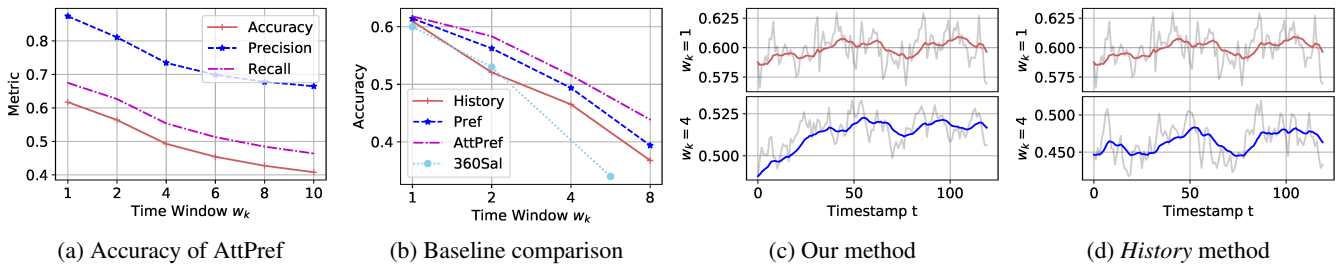 0.8
0.7
0.6
0.5
0.4
Metric
Accuracy
Precision
Recall
1 2 4 6 8 10
Time Window w_k
(a) Accuracy of AttPref
0.6
0.5
0.4
Accuracy
History
Pref
AttPref
360Sal
1 2 4 8
Time Window w_k
(b) Baseline comparison
0.625
0.600
0.575
w_k = 1
0.525
0.500
w_k = 4
0 50 100
Timestamp t
(c) Our method
0.625
0.600
0.575
w_k = 1
0.500
0.450
w_k = 4
0 50 100
Timestamp t
(d) History method